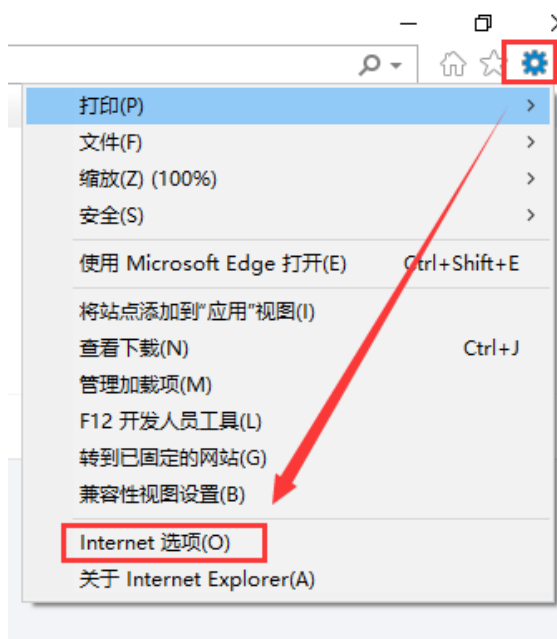 打印(P)
文件(F)
缩放(Z) (100%)
安全(S)
使用 Microsoft Edge 打开(E) Ctrl+Shift+E
将站点添加到“应用”视图(I)
查看下载(N) Ctrl+J
管理加载项(M)
F12 开发人员工具(L)
转到已固定的网站(G)
兼容性视图设置(B)
Internet 选项(O)
关于 Internet Explorer(A)